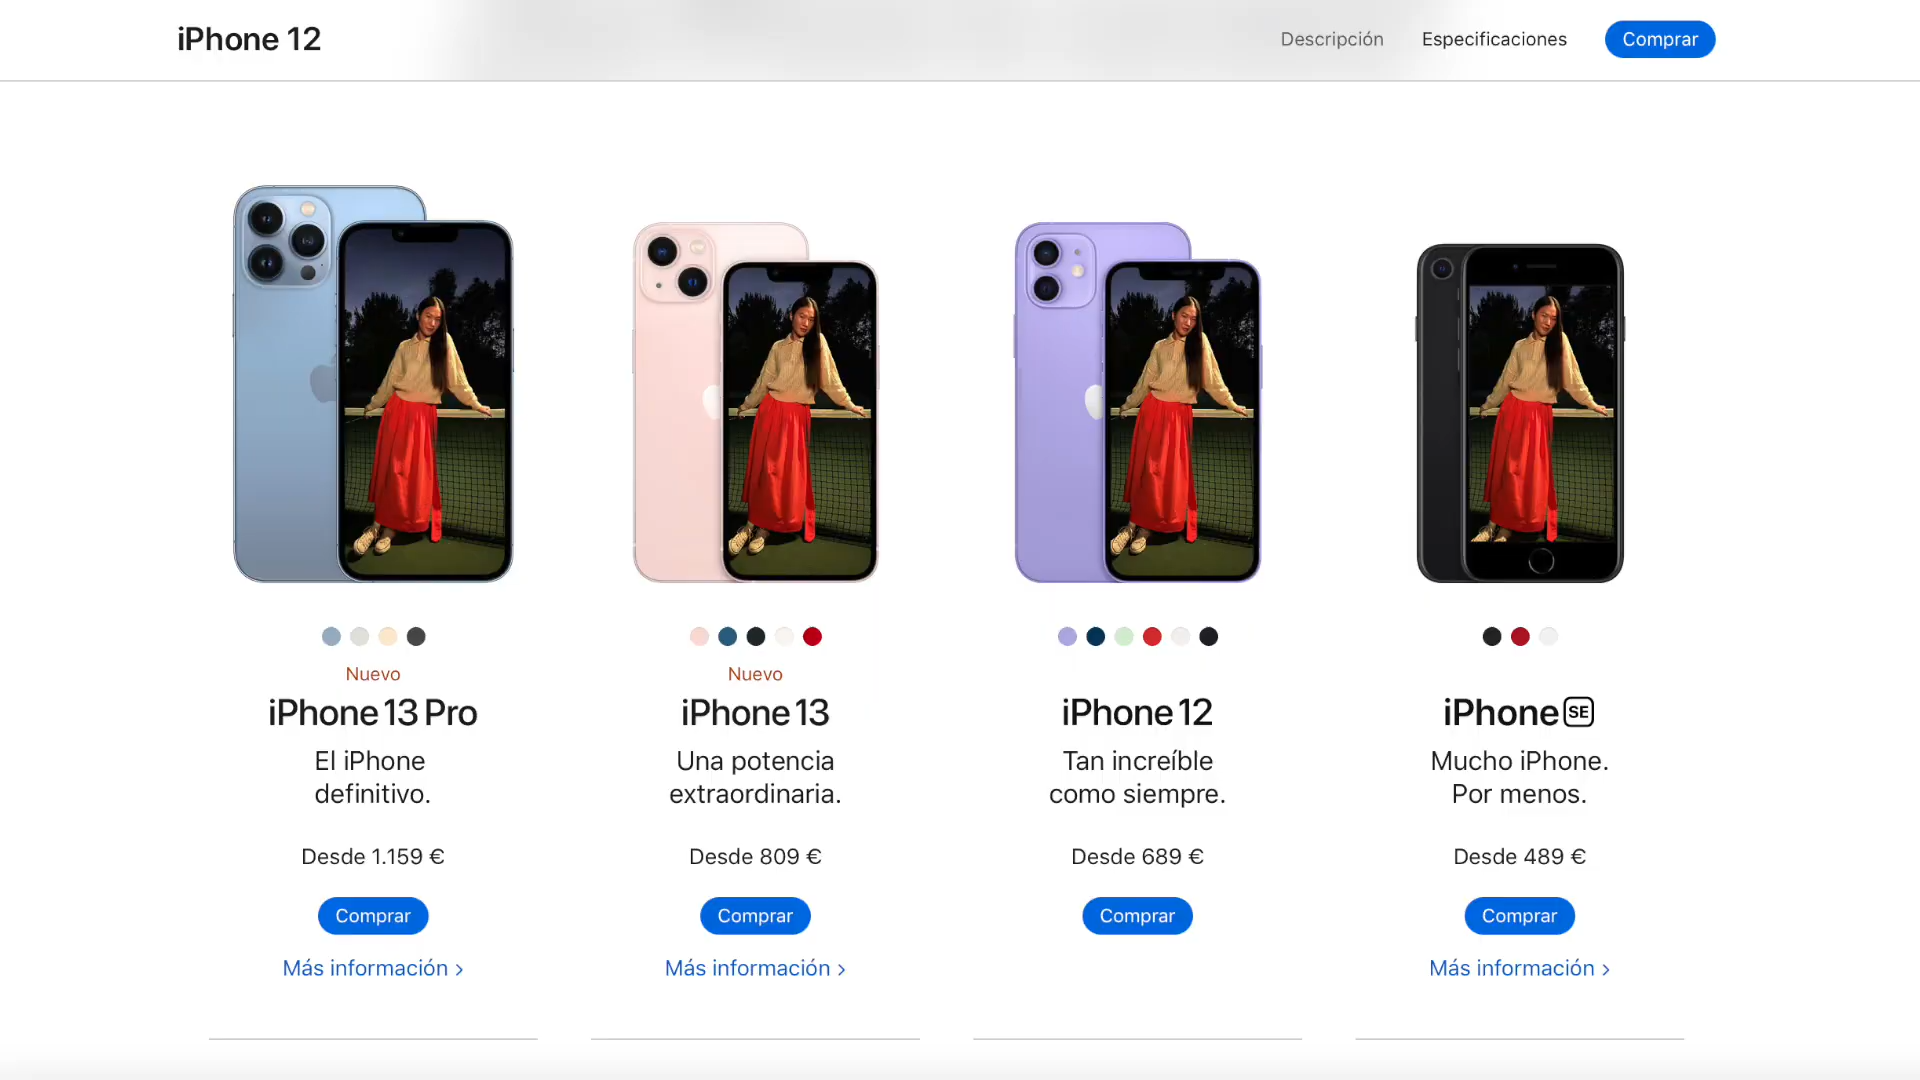 iPhone 12
Descripción
Especificaciones
Comprar
Nuevo
iPhone 13 Pro
El iPhone
definitivo.
Desde 1.159 €
Comprar
Más información >
Nuevo
iPhone 13
Una potencia
extraordinaria.
Desde 809 €
Comprar
Más información >
iPhone 12
Tan increíble
como siempre.
Desde 689 €
Comprar
iPhone SE
Mucho iPhone.
Por menos.
Desde 489 €
Comprar
Más información >